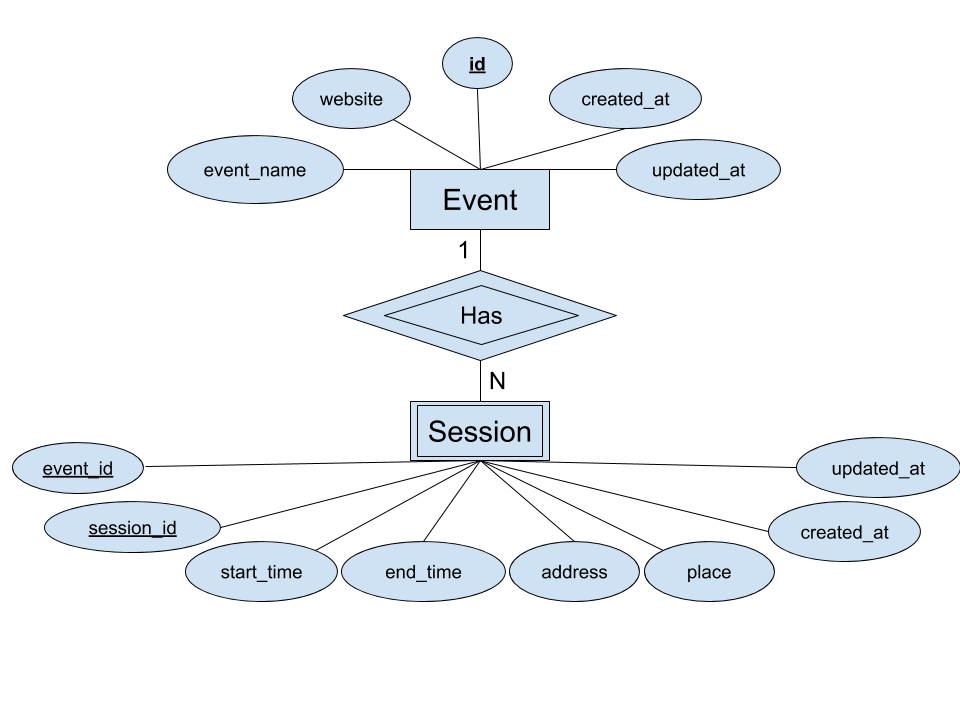 id
website
created_at
event_name
updated_at
Event
1
Has
N
Session
event_id
updated_at
session_id
created_at
start_time
end_time
address
place